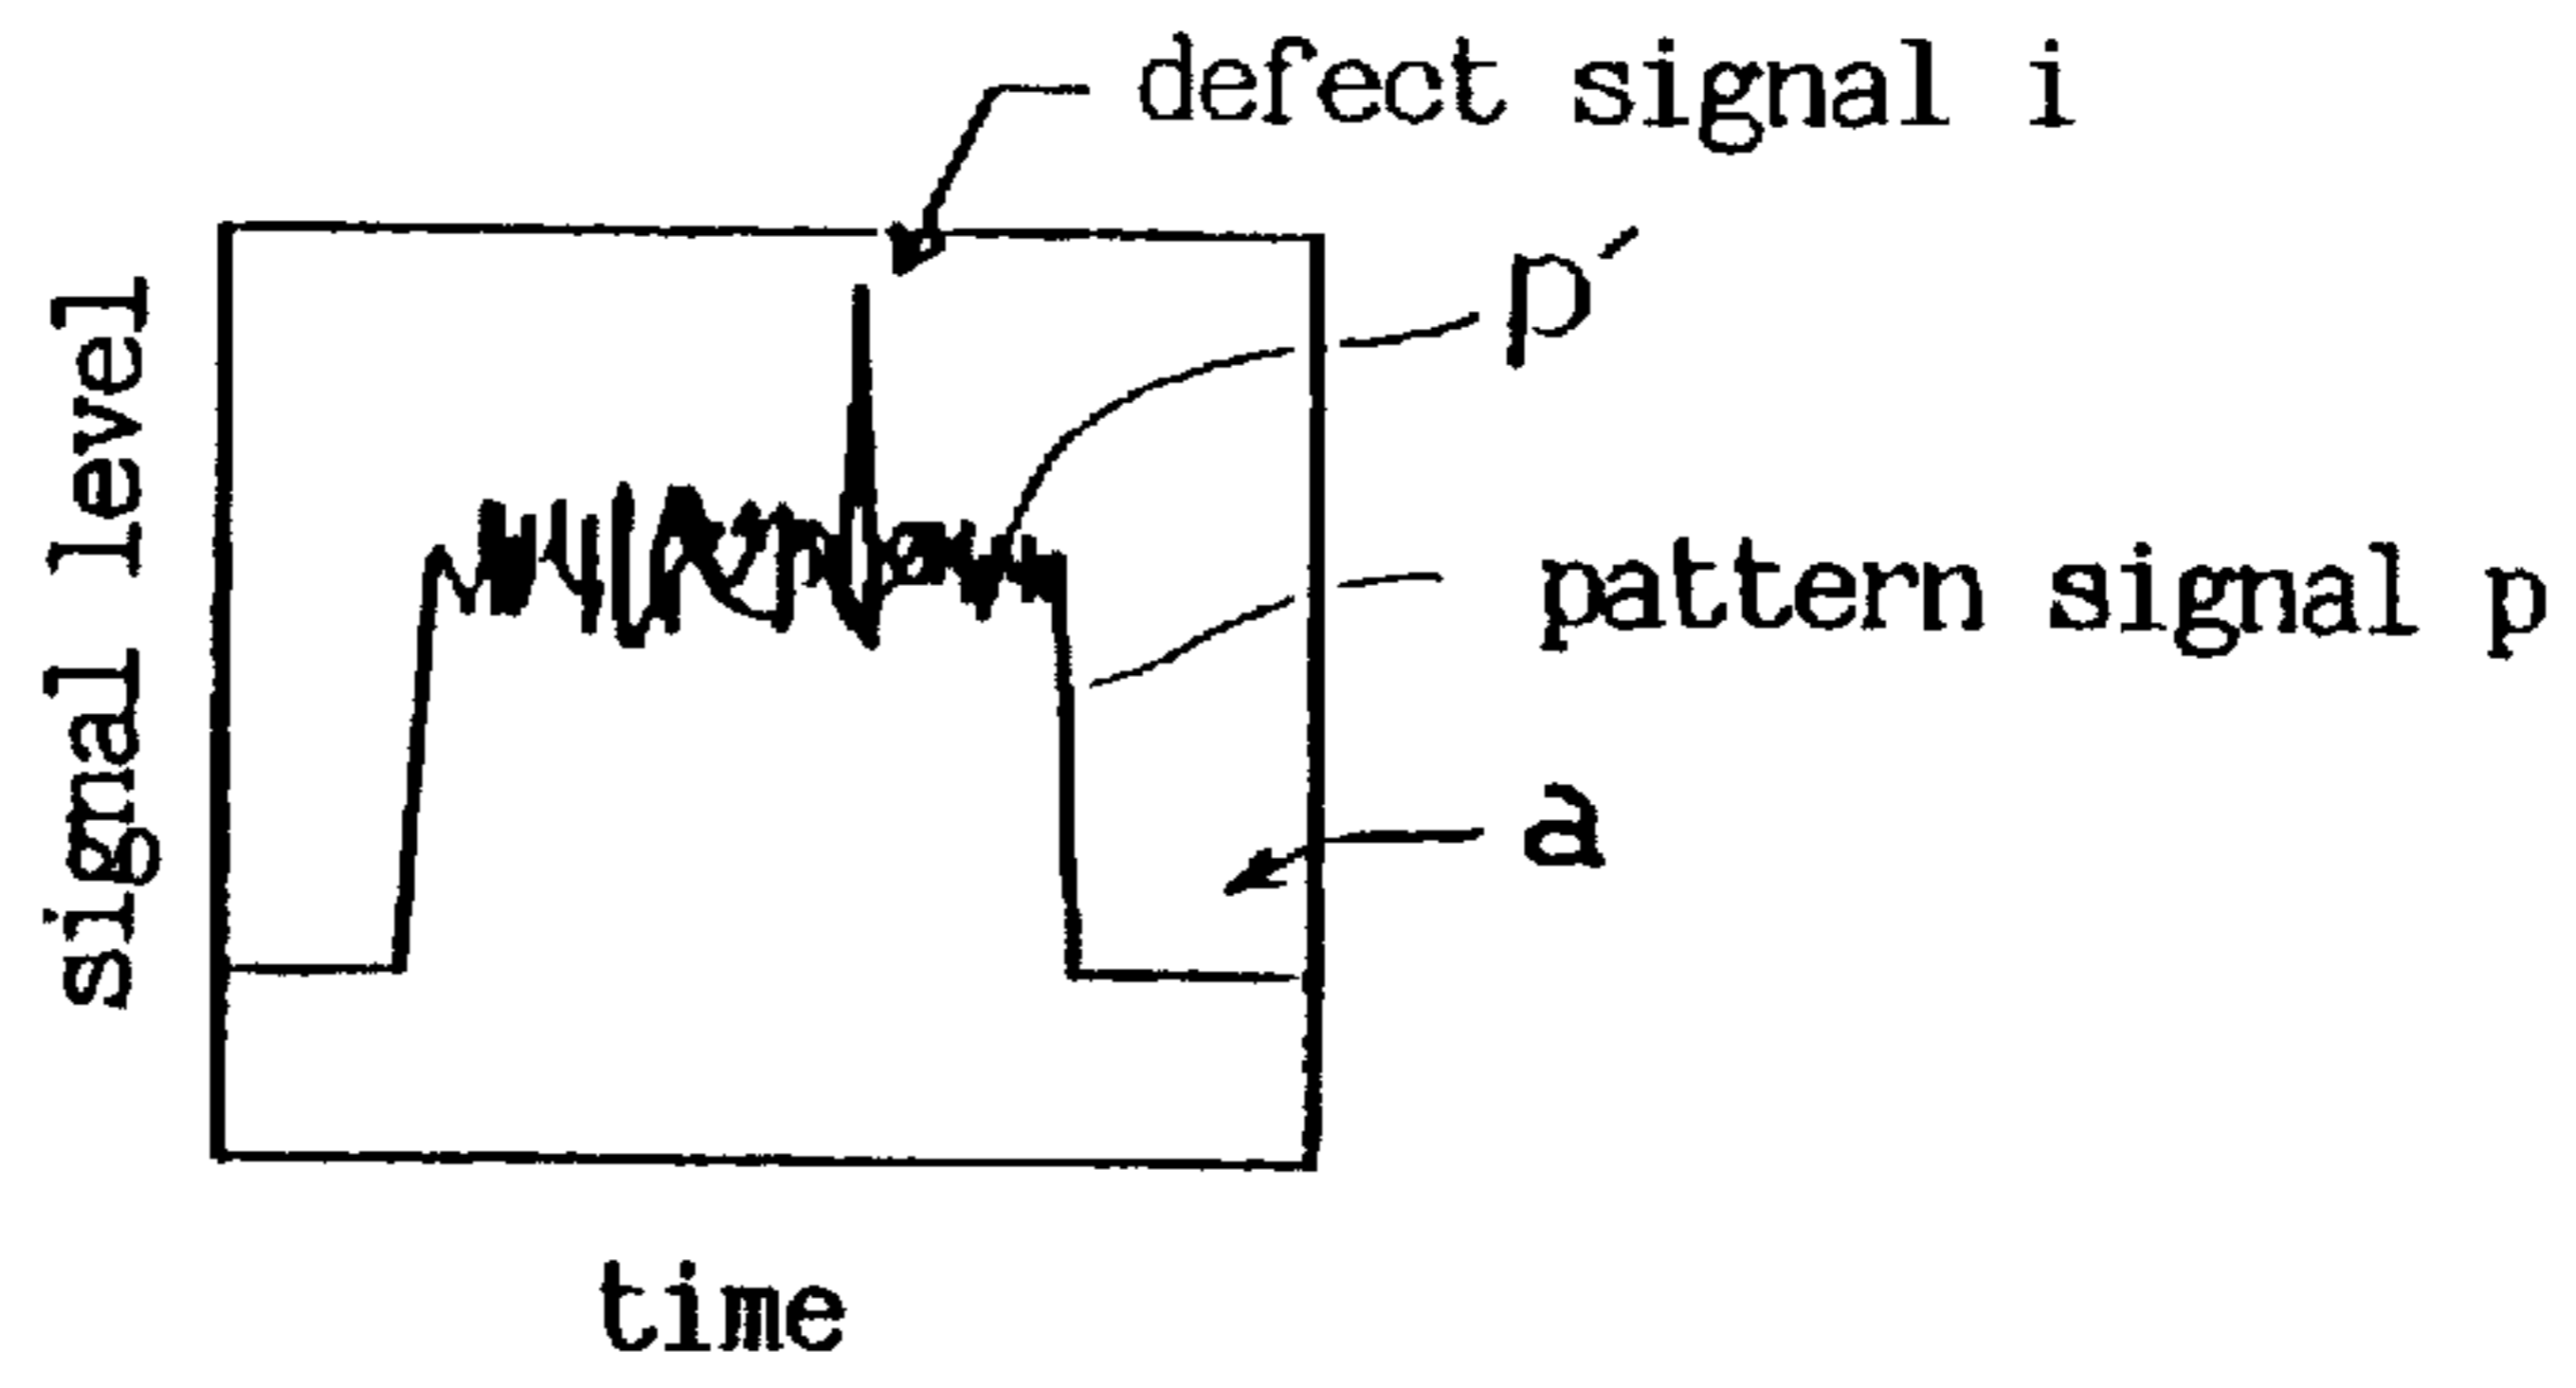 defect signal i
p′
signal level
pattern signal p
a
time